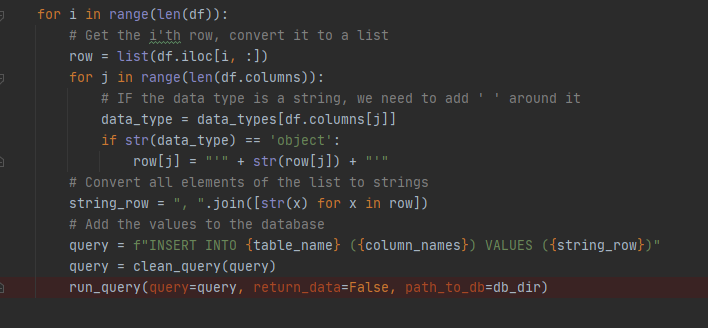 for i in range(len(df)):
    # Get the i'th row, convert it to a list
    row = list(df.iloc[i, :])
    for j in range(len(df.columns)):
        # IF the data type is a string, we need to add ' ' around it
        data_type = data_types[df.columns[j]]
        if str(data_type) == 'object':
            row[j] = "'" + str(row[j]) + "'"
    # Convert all elements of the list to strings
    string_row = ", ".join([str(x) for x in row])
    # Add the values to the database
    query = f"INSERT INTO {table_name} ({column_names}) VALUES ({string_row})"
    query = clean_query(query)
    run_query(query=query, return_data=False, path_to_db=db_dir)